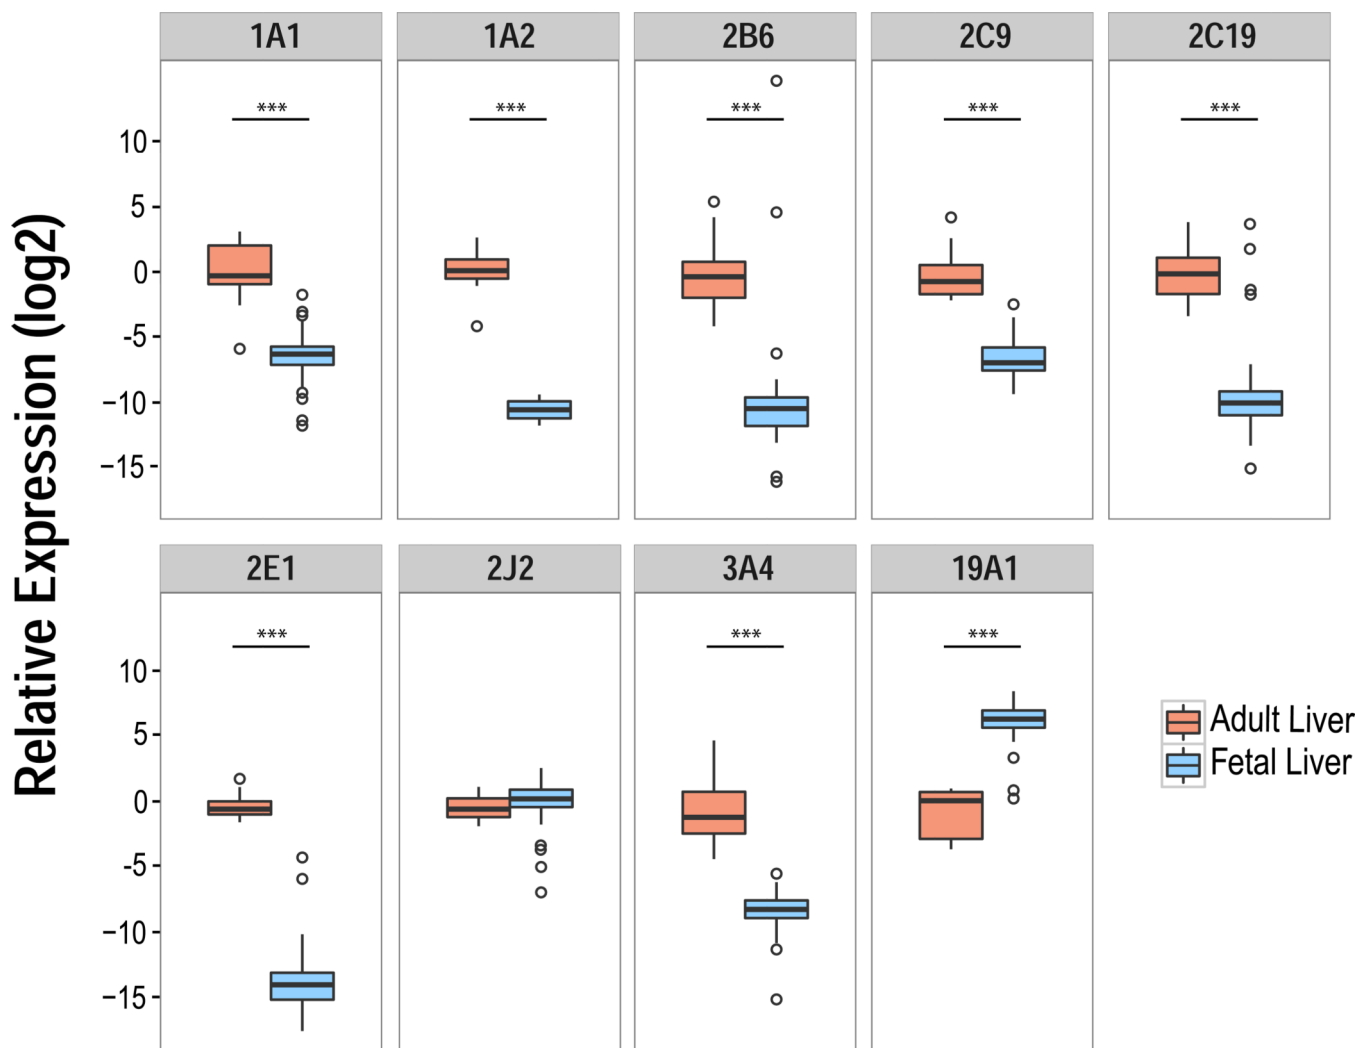 1A1 1A2 2B6 2C9 2C19
*** *** *** *** ***
10
5
0
-5
-10
-15
Relative Expression (log2)
2E1 2J2 3A4 19A1
*** *** ***
10
5
0
-5
-10
-15
Adult Liver
Fetal Liver